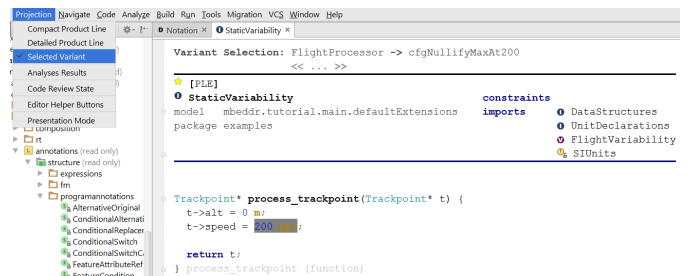 Projection Navigate Code Analyze Build Run Tools Migration VCS Window Help
Compact Product Line
Detailed Product Line
Selected Variant
Analyses Results
Code Review State
Editor Helper Buttons
Presentation Mode
composition
rt
annotations (read only)
structure (read only)
expressions
fm
programannotations
AlternativeOriginal
ConditionalAlternati
ConditionalReplacer
ConditionalSwitch
ConditionalSwitchC
FeatureAttributeRef
FeatureCondition
Notation × StaticVariability ×
Variant Selection: FlightProcessor -> cfgNullifyMaxAt200
<< ... >>
[PLE]
StaticVariability constraints
model mbeddr.tutorial.main.defaultExtensions imports DataStructures
package examples UnitDeclarations
FlightVariability
SIUnits
Trackpoint* process_trackpoint(Trackpoint* t) {
t->alt = 0 m;
t->speed = 200 ;
return t;
} process_trackpoint (function)